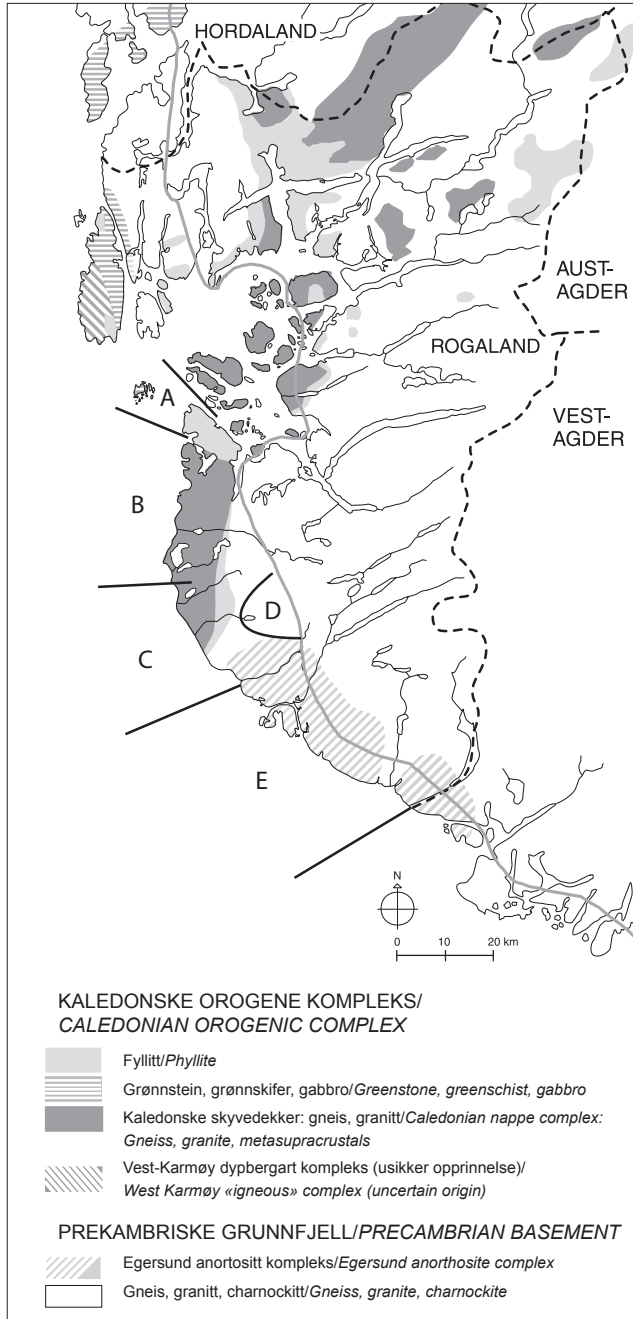 HORDALAND
AUST-
AGDER
ROGALAND
VEST-
AGDER
A
B
D
C
E
N
0 10 20 km
KALEDONSKE OROGENE KOMPLEKS/
CALEDONIAN OROGENIC COMPLEX
Fyllitt/Phyllite
Grønnstein, grønnskifer, gabbro/Greenstone, greenschist, gabbro
Kaledonske skyvedekker: gneis, granitt/Caledonian nappe complex:
Gneiss, granite, metasupracrustals
Vest-Karmøy dypbergart kompleks (usikker opprinnelse)/
West Karmøy «igneous» complex (uncertain origin)
PREKAMBRISKE GRUNNFJELL/PRECAMBRIAN BASEMENT
Egersund anortositt kompleks/Egersund anorthosite complex
Gneis, granitt, charnockitt/Gneiss, granite, charnockite